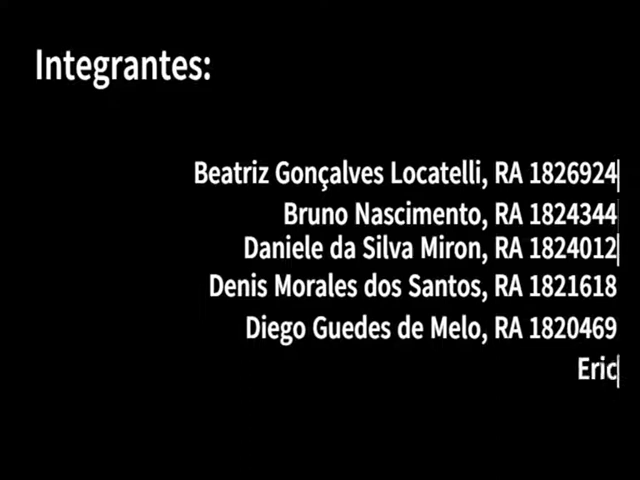 Integrantes:
Beatriz Gonçalves Locatelli, RA 1826924
Bruno Nascimento, RA 1824344
Daniele da Silva Miron, RA 1824012
Denis Morales dos Santos, RA 1821618
Diego Guedes de Melo, RA 1820469
Eric